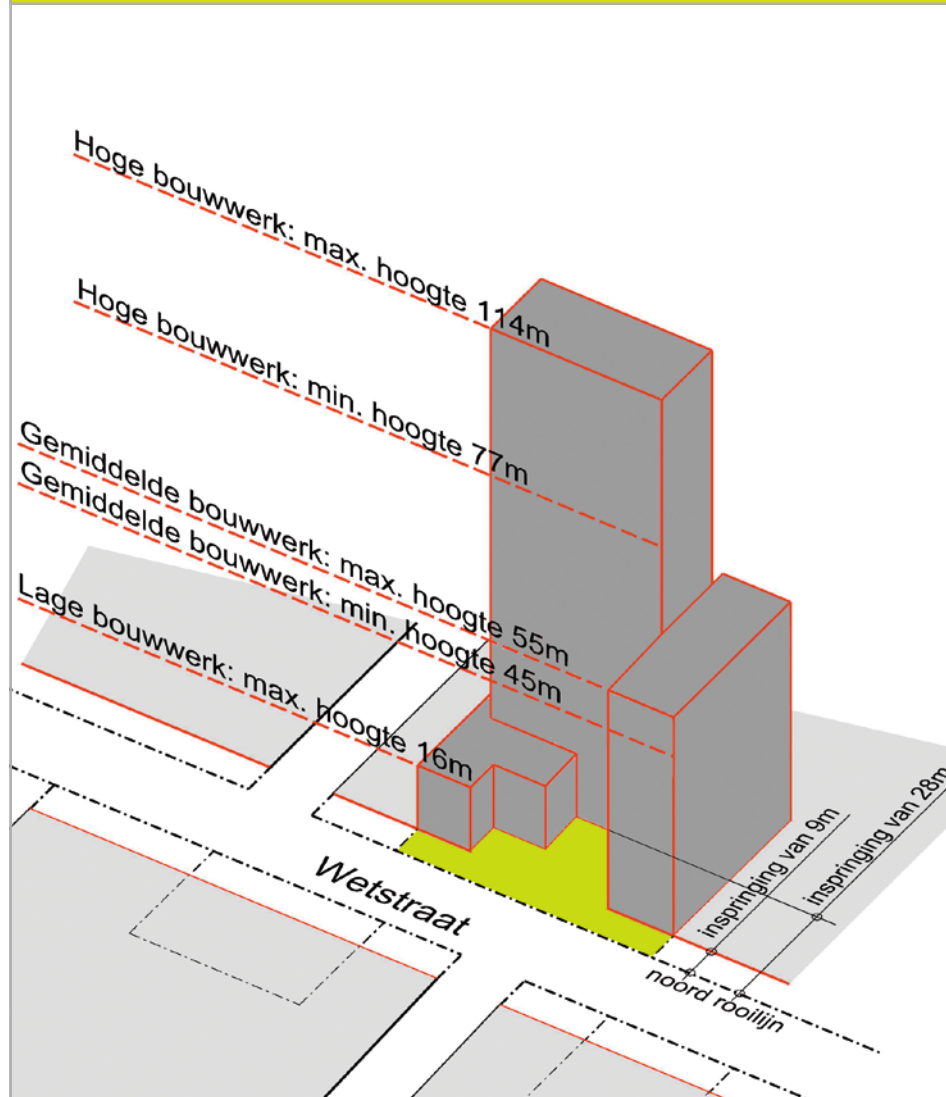 Hoge bouwwerk: max. hoogte 114m
Hoge bouwwerk: min. hoogte 77m
Gemiddelde bouwwerk: max. hoogte 55m
Gemiddelde bouwwerk: min. hoogte 45m
Lage bouwwerk: max. hoogte 16m
Wetstraat
inspringing van 9m
inspringing van 28m
noord rooilijn